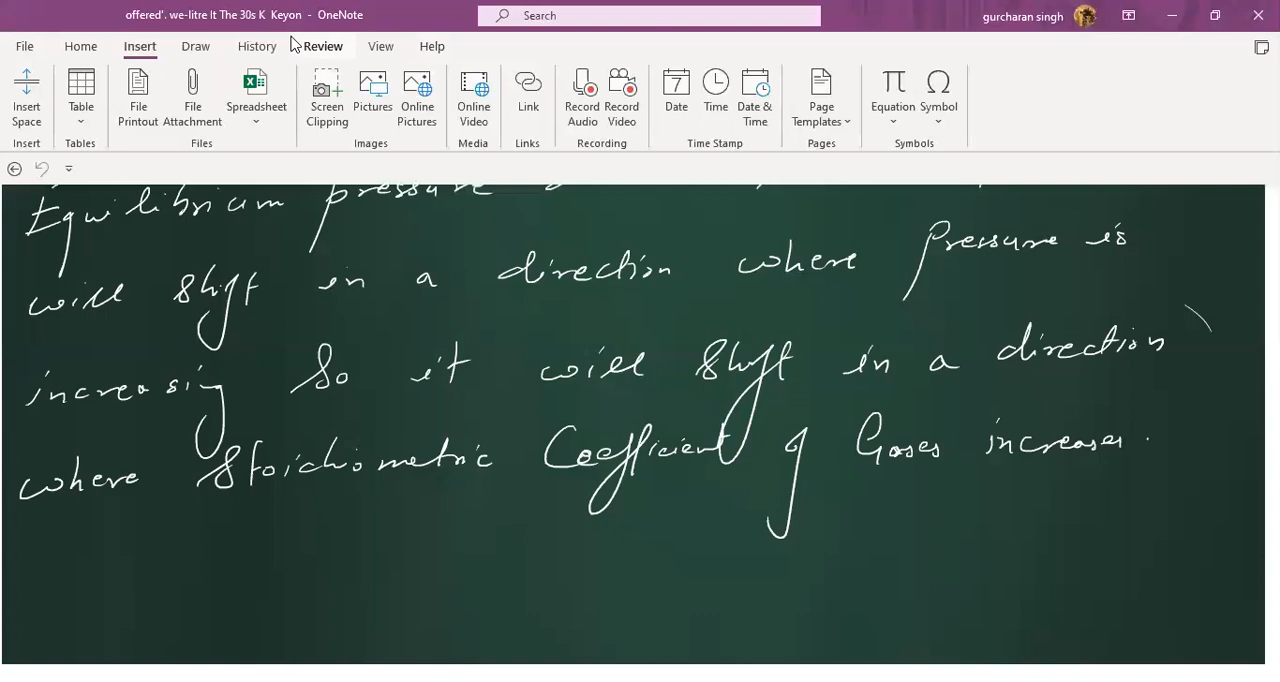 offered'. we-litre It The 30s K Keyon - OneNote
Search
gurcharan singh
File Home Insert Draw History Review View Help
Insert Space
Table
File Printout
File Attachment
Spreadsheet
Screen Clipping
Pictures
Online Pictures
Online Video
Link
Record Audio
Record Video
Date
Time
Date & Time
Page Templates
Equation
Symbol
Insert Tables Files Images Media Links Recording Time Stamp Pages Symbols
Equilibrium pressure
will shift in a direction where pressure is
increasing So it will shift in a direction
where Stoichiometric Coefficient of Gases increases.